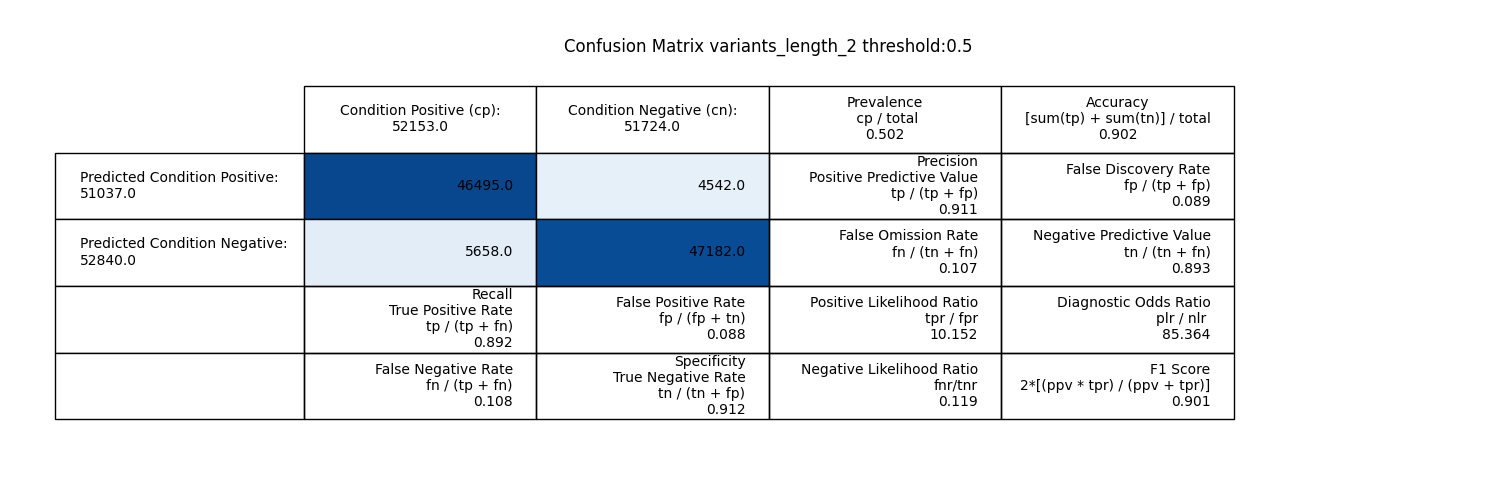 Confusion Matrix variants_length_2 threshold:0.5
Condition Positive (cp):
52153.0
Condition Negative (cn):
51724.0
Prevalence
cp / total
0.502
Accuracy
[sum(tp) + sum(tn)] / total
0.902
Predicted Condition Positive:
51037.0
46495.0
4542.0
Precision
Positive Predictive Value
tp / (tp + fp)
0.911
False Discovery Rate
fp / (tp + fp)
0.089
Predicted Condition Negative:
52840.0
5658.0
47182.0
False Omission Rate
fn / (tn + fn)
0.107
Negative Predictive Value
tn / (tn + fn)
0.893
Recall
True Positive Rate
tp / (tp + fn)
0.892
False Positive Rate
fp / (fp + tn)
0.088
Positive Likelihood Ratio
tpr / fpr
10.152
Diagnostic Odds Ratio
plr / nlr
85.364
False Negative Rate
fn / (tp + fn)
0.108
Specificity
True Negative Rate
tn / (tn + fp)
0.912
Negative Likelihood Ratio
fnr/tnr
0.119
F1 Score
2*[(ppv * tpr) / (ppv + tpr)]
0.901